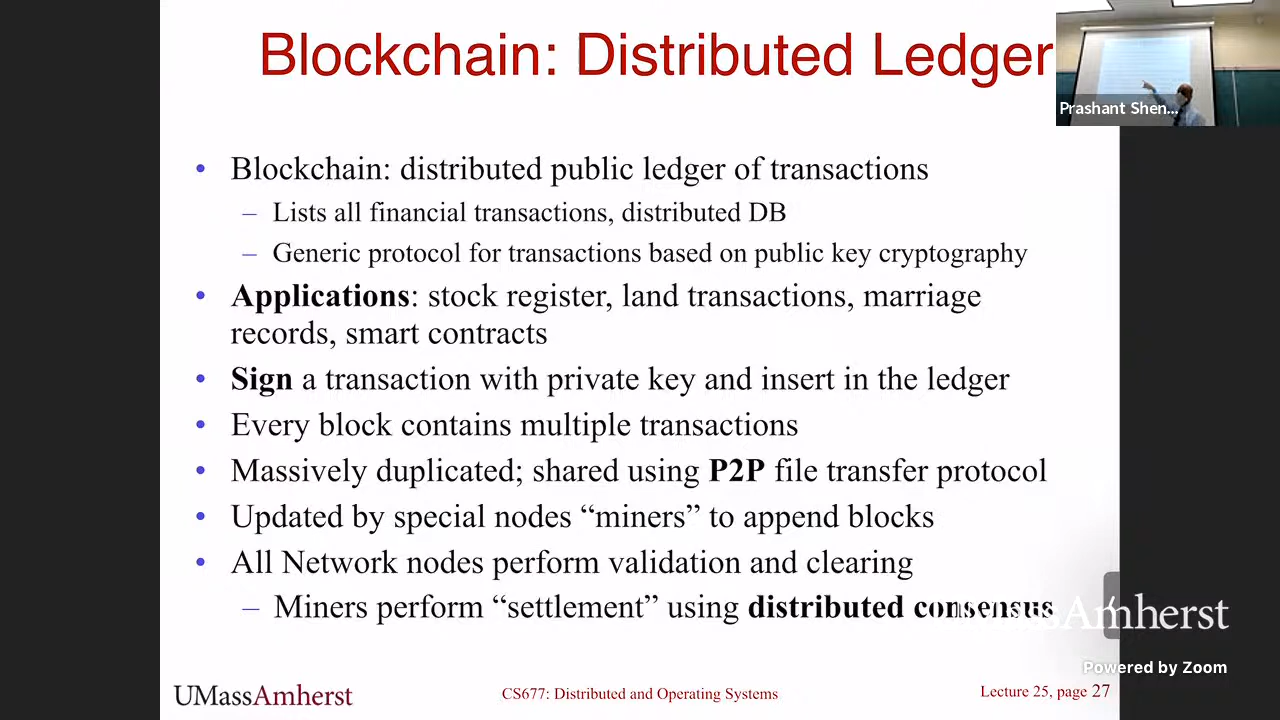 Blockchain: Distributed Ledger
Prashant Shen...
• Blockchain: distributed public ledger of transactions
– Lists all financial transactions, distributed DB
– Generic protocol for transactions based on public key cryptography
• Applications: stock register, land transactions, marriage
records, smart contracts
• Sign a transaction with private key and insert in the ledger
• Every block contains multiple transactions
• Massively duplicated; shared using P2P file transfer protocol
• Updated by special nodes “miners” to append blocks
• All Network nodes perform validation and clearing
– Miners perform “settlement” using distributed consensus
Amherst
Powered by Zoom
UMassAmherst
CS677: Distributed and Operating Systems
Lecture 25, page 27